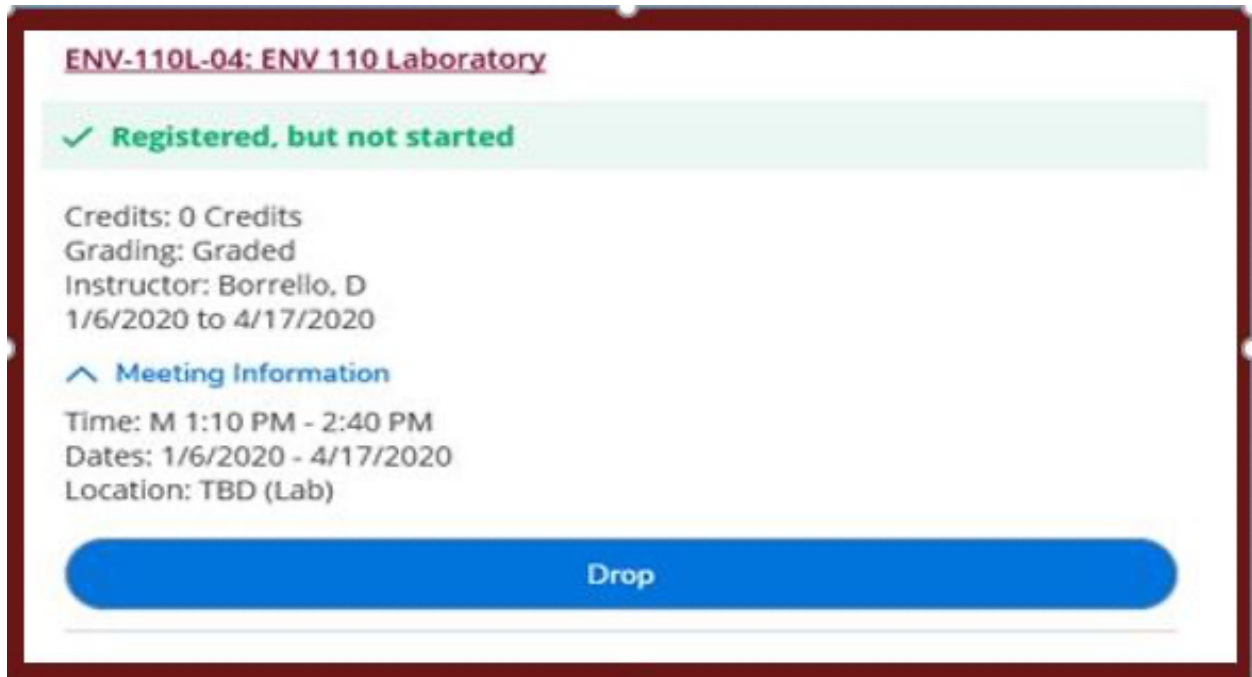 ENV-110L-04: ENV 110 Laboratory
Registered, but not started
Credits: 0 Credits
Grading: Graded
Instructor: Borrello, D
1/6/2020 to 4/17/2020
Meeting Information
Time: M 1:10 PM - 2:40 PM
Dates: 1/6/2020 - 4/17/2020
Location: TBD (Lab)
Drop